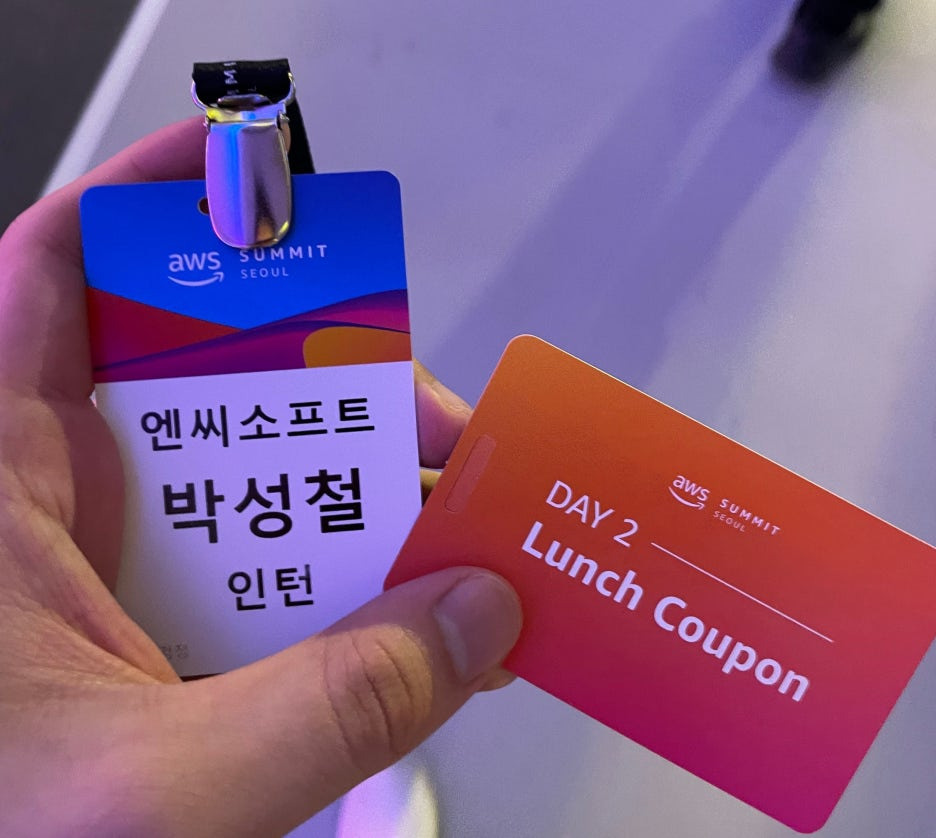 aws SUMMIT
SEOUL
엔씨소프트
박성철
인턴
aws SUMMIT
SEOUL
DAY 2
Lunch Coupon